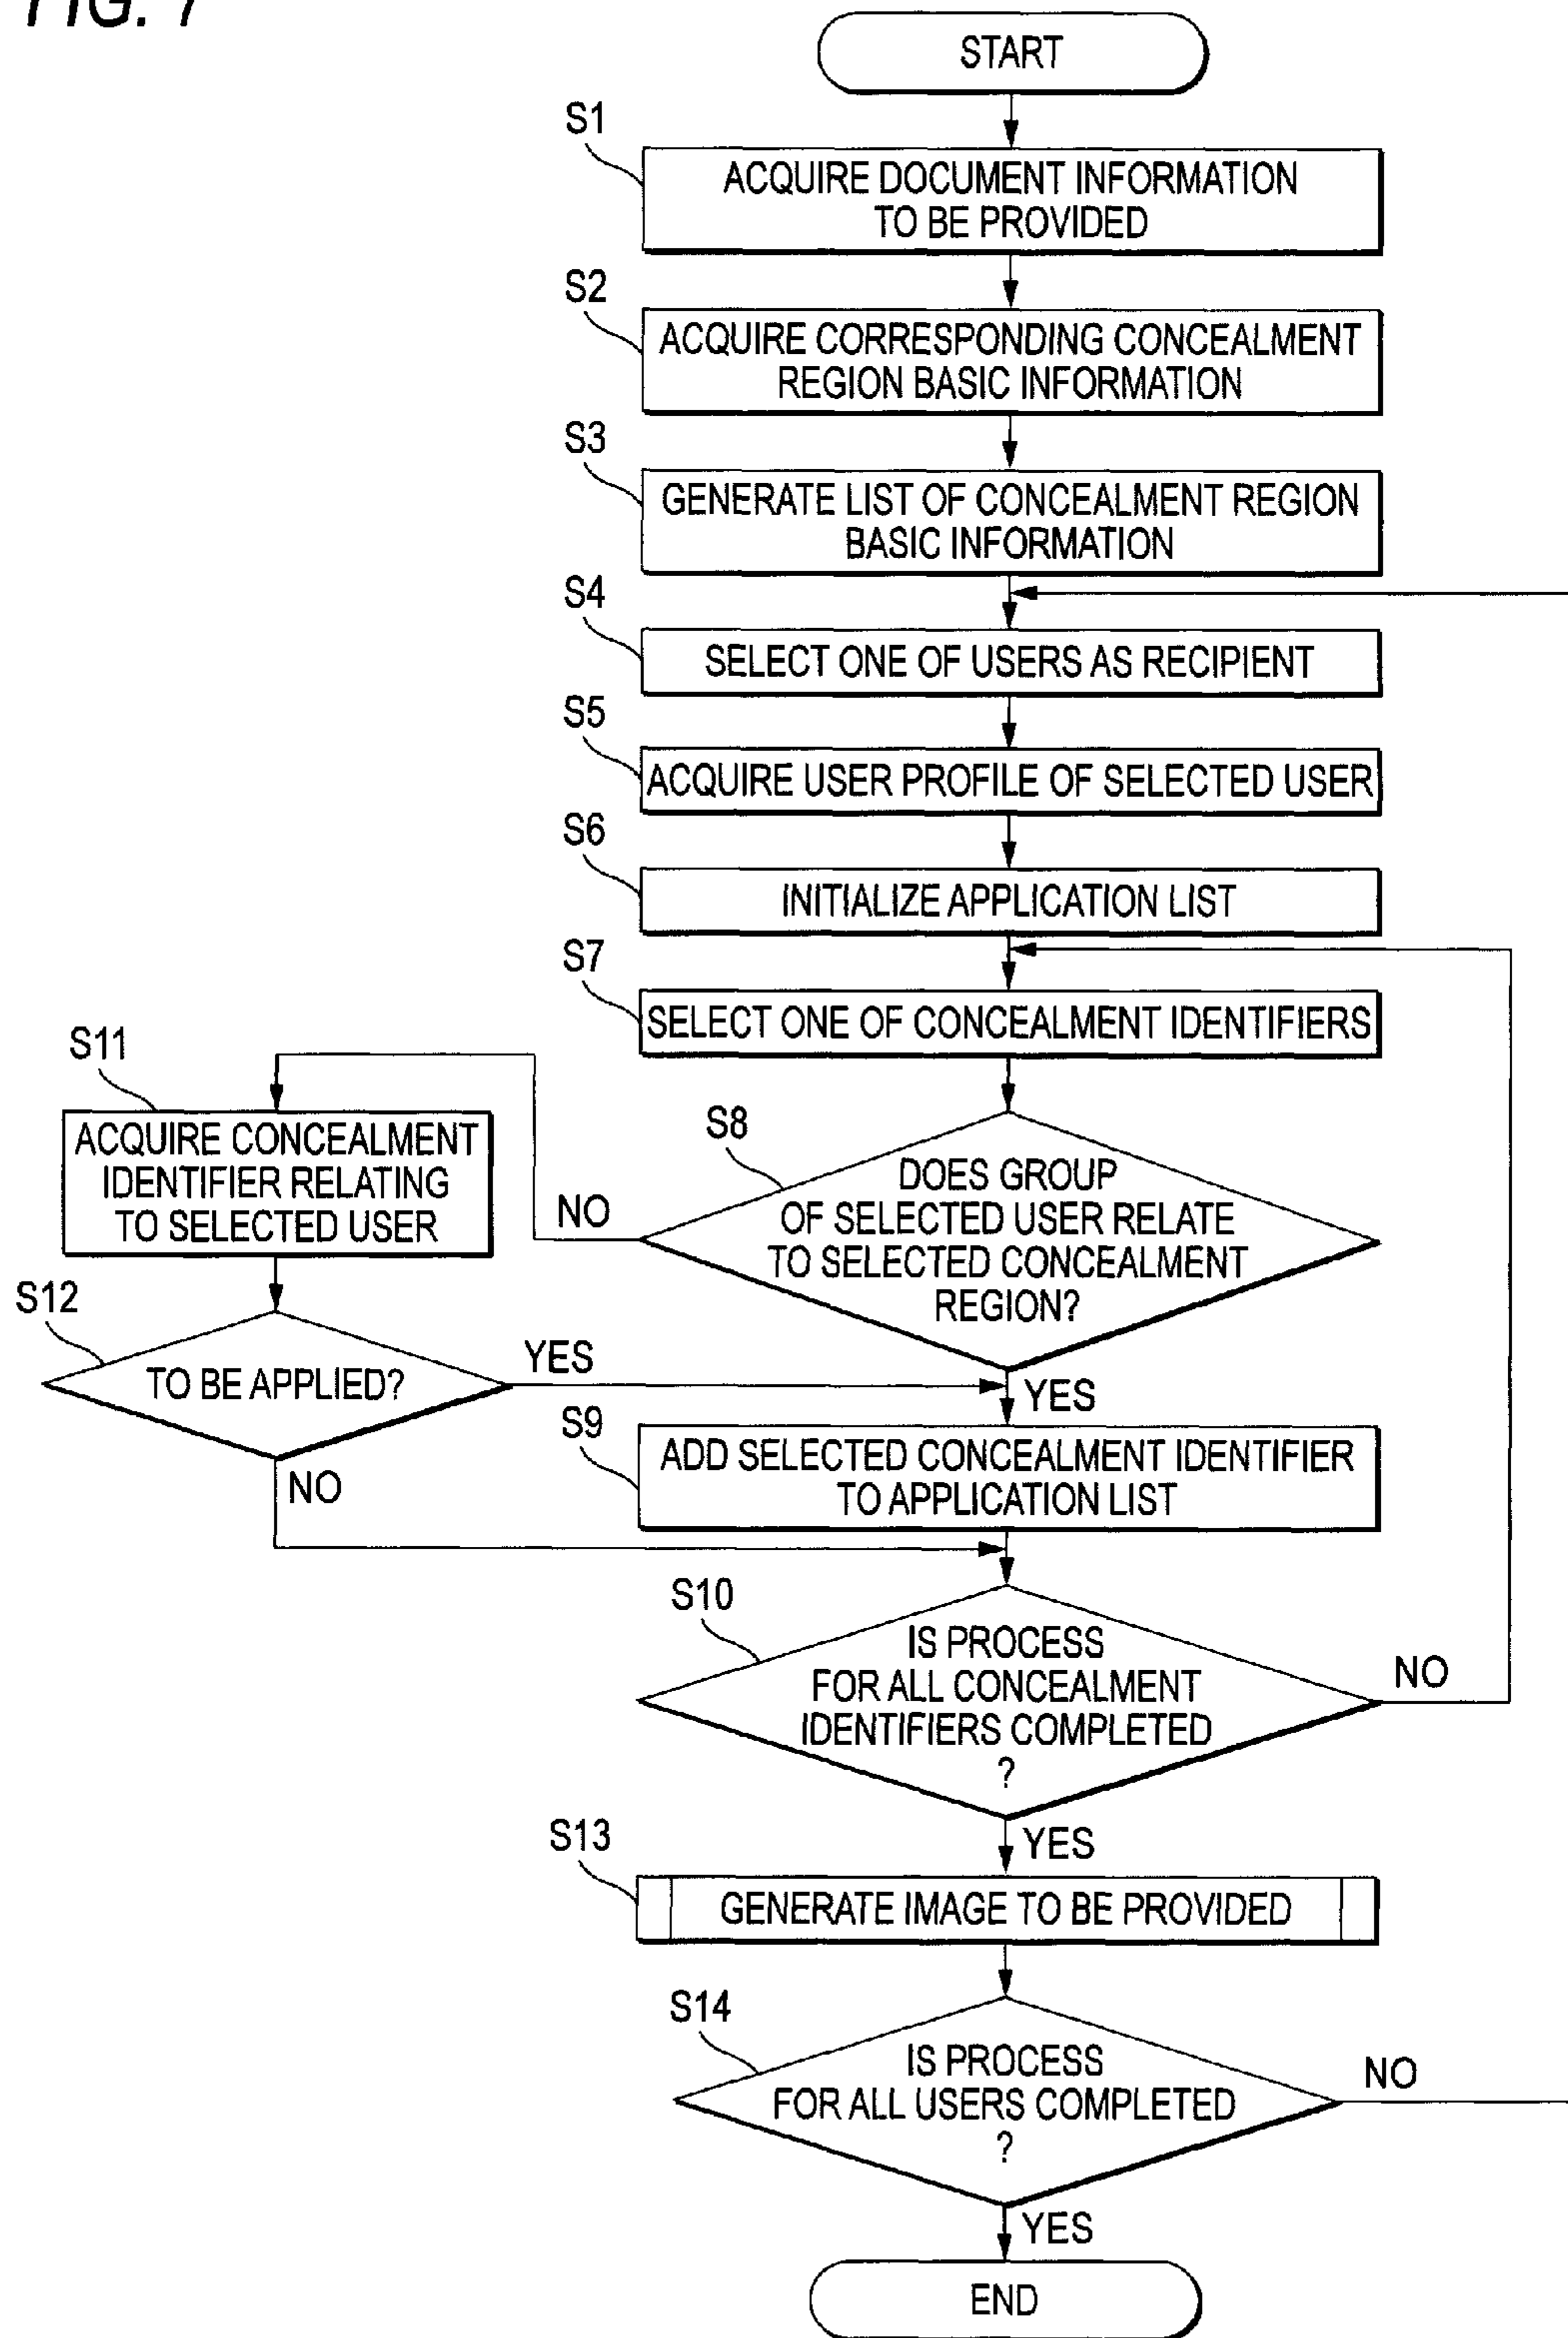 FIG. 7
START
S1
ACQUIRE DOCUMENT INFORMATION
TO BE PROVIDED
S2
ACQUIRE CORRESPONDING CONCEALMENT
REGION BASIC INFORMATION
S3
GENERATE LIST OF CONCEALMENT REGION
BASIC INFORMATION
S4
SELECT ONE OF USERS AS RECIPIENT
S5
ACQUIRE USER PROFILE OF SELECTED USER
S6
INITIALIZE APPLICATION LIST
S7
SELECT ONE OF CONCEALMENT IDENTIFIERS
S8
DOES GROUP
OF SELECTED USER RELATE
TO SELECTED CONCEALMENT
REGION?
NO
S11
ACQUIRE CONCEALMENT
IDENTIFIER RELATING
TO SELECTED USER
S12
TO BE APPLIED?
YES
NO
YES
S9
ADD SELECTED CONCEALMENT IDENTIFIER
TO APPLICATION LIST
S10
IS PROCESS
FOR ALL CONCEALMENT
IDENTIFIERS COMPLETED
?
NO
YES
S13
GENERATE IMAGE TO BE PROVIDED
S14
IS PROCESS
FOR ALL USERS COMPLETED
?
NO
YES
END